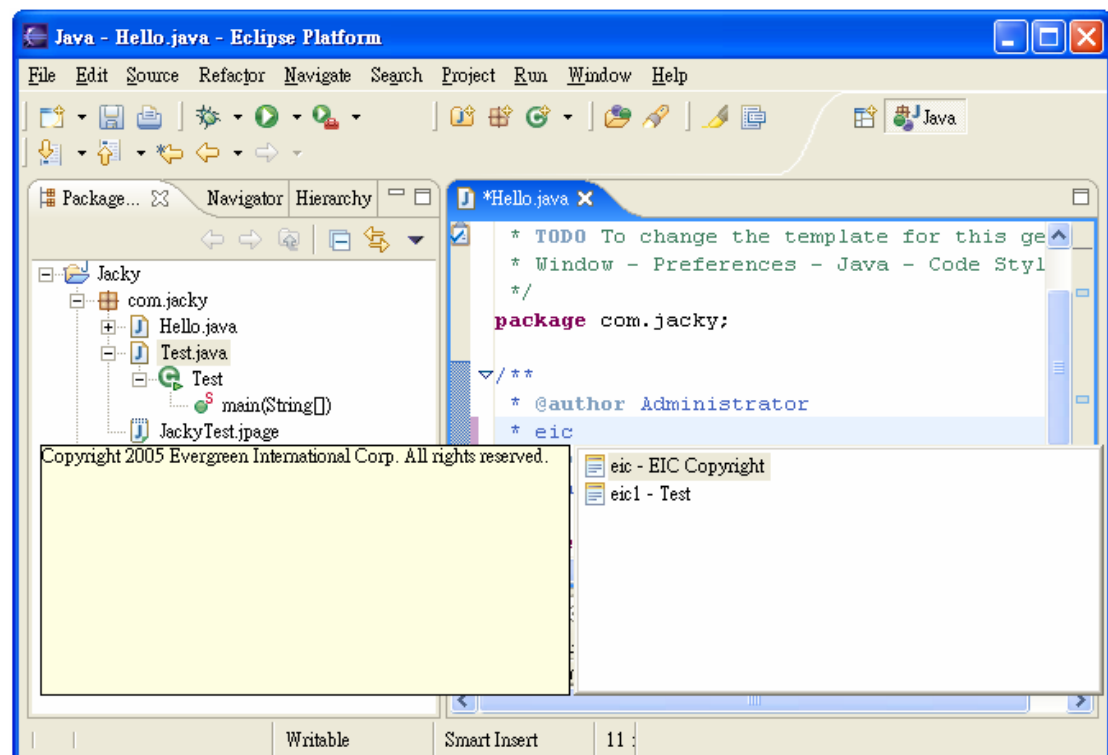 Java - Hello.java - Eclipse Platform
File Edit Source Refactor Navigate Search Project Run Window Help
Java
Package... Navigator Hierarchy
*Hello.java
Jacky
com.jacky
Hello.java
Test.java
Test
main(String[])
JackyTest.jpage
* TODO To change the template for this ge
* Window - Preferences - Java - Code Styl
*/
package com.jacky;
/**
* @author Administrator
* eic
Copyright 2005 Evergreen International Corp. All rights reserved.
eic - EIC Copyright
eic1 - Test
Writable Smart Insert 11 :